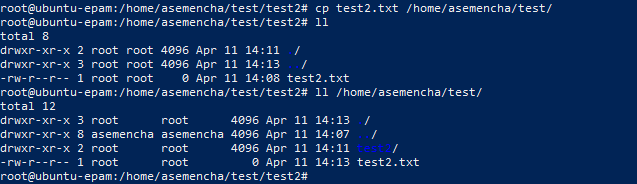 root@ubuntu-epam:/home/asemencha/test/test2# cp test2.txt /home/asemencha/test/
root@ubuntu-epam:/home/asemencha/test/test2# ll
total 8
drwxr-xr-x 2 root root 4096 Apr 11 14:11 ./
drwxr-xr-x 3 root root 4096 Apr 11 14:13 ../
-rw-r--r-- 1 root root    0 Apr 11 14:08 test2.txt
root@ubuntu-epam:/home/asemencha/test/test2# ll /home/asemencha/test/
total 12
drwxr-xr-x 3 root      root      4096 Apr 11 14:13 ./
drwxr-xr-x 8 asemencha asemencha 4096 Apr 11 14:07 ../
drwxr-xr-x 2 root      root      4096 Apr 11 14:11 test2/
-rw-r--r-- 1 root      root         0 Apr 11 14:13 test2.txt
root@ubuntu-epam:/home/asemencha/test/test2#